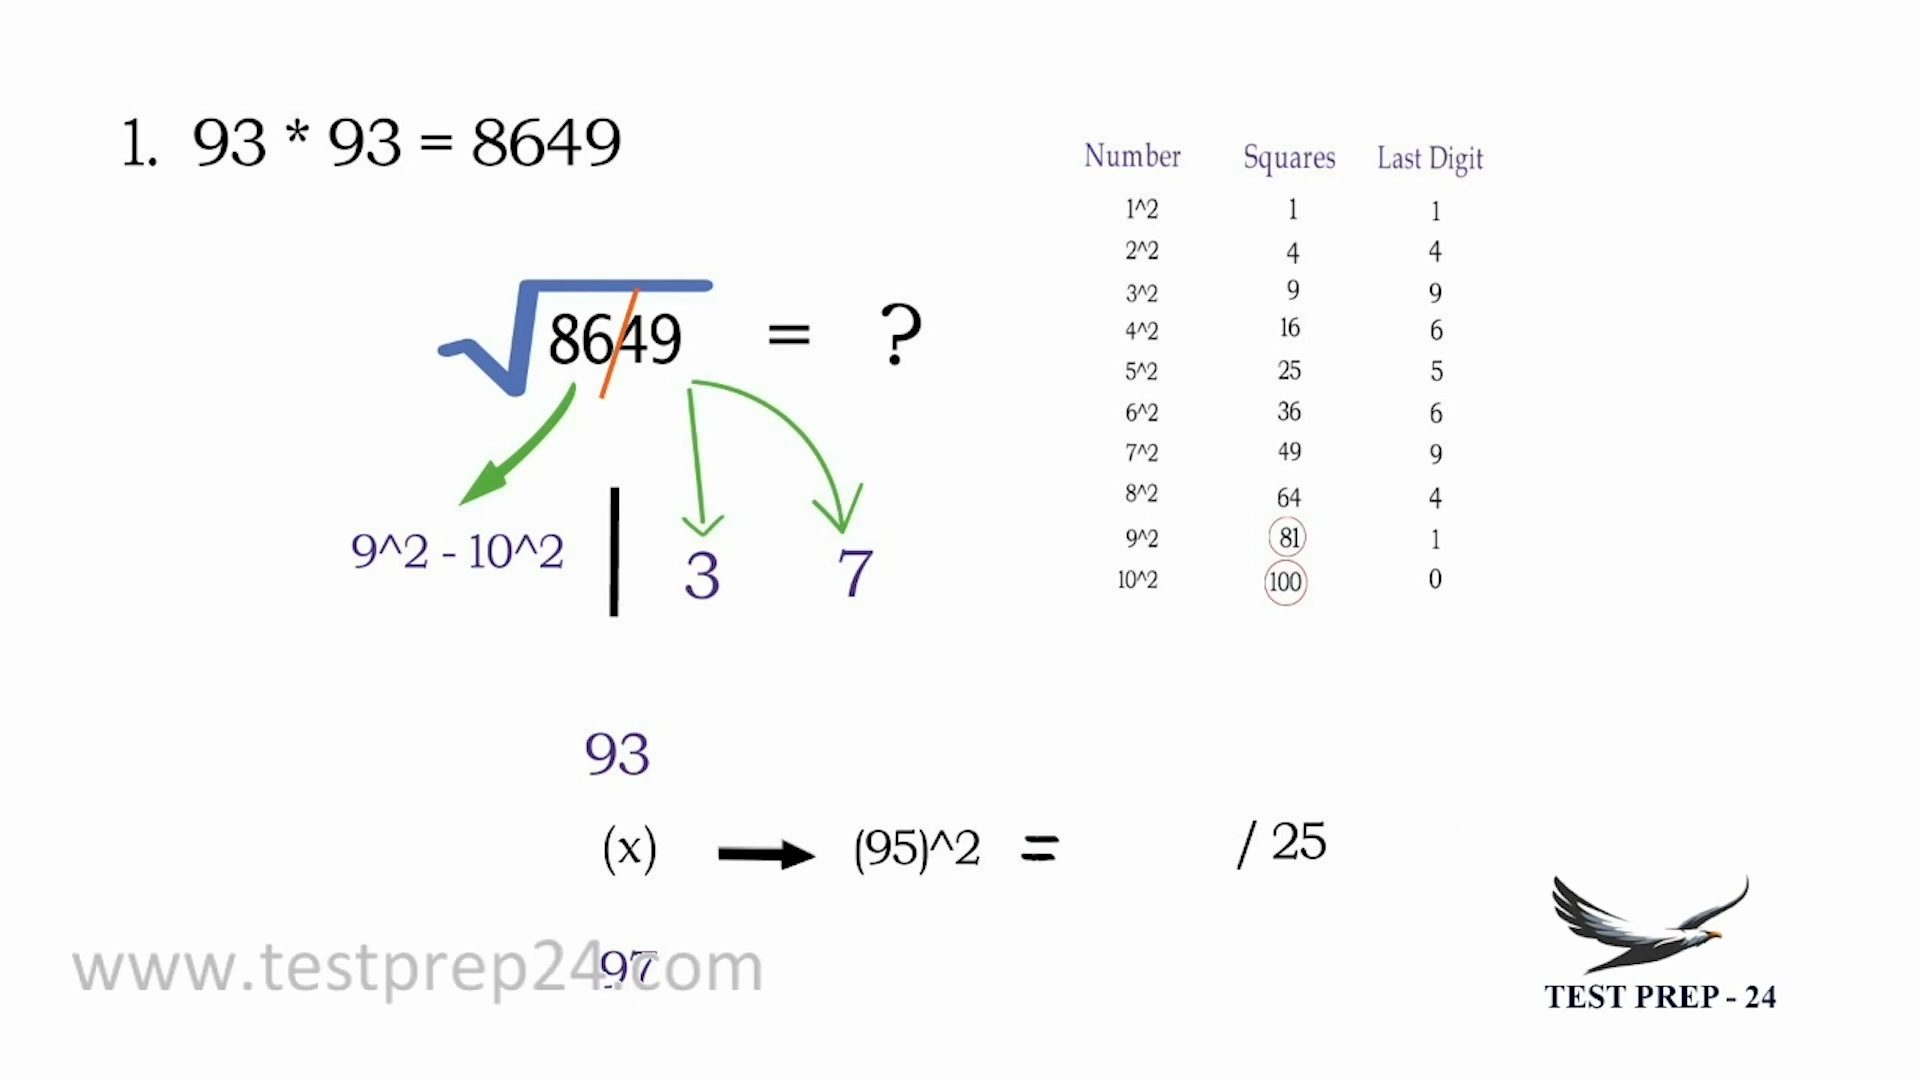 1. 93 * 93 = 8649
√8649 = ?
9^2 - 10^2 | 3 7
93
(x) → (95)^2 = / 25
97
Number Squares Last Digit
1^2 1 1
2^2 4 4
3^2 9 9
4^2 16 6
5^2 25 5
6^2 36 6
7^2 49 9
8^2 64 4
9^2 81 1
10^2 100 0
www.testprep24.com
TEST PREP - 24